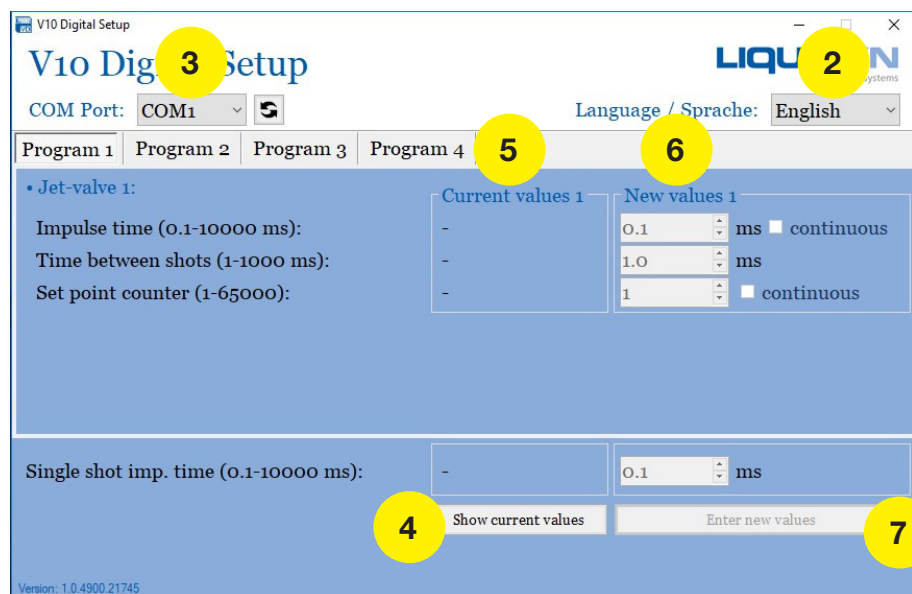 V10 Digital Setup
3
2
COM Port: COM1
Language / Sprache: English
systems
Program 1 Program 2 Program 3 Program 4
5
6
• Jet-valve 1:
Current values 1
New values 1
Impulse time (0.1-10000 ms): - 0.1 ms continuous
Time between shots (1-1000 ms): - 1.0 ms
Set point counter (1-65000): - 1 continuous
Single shot imp. time (0.1-10000 ms): - 0.1 ms
4
Show current values
Enter new values
7
Version: 1.0.4900.21745